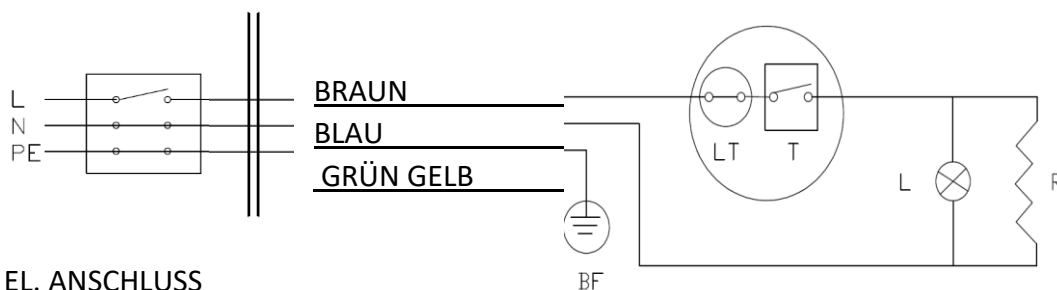 L
N
PE
BRAUN
BLAU
GRÜN GELB
LT
T
L
R
BF
EL. ANSCHLUSS